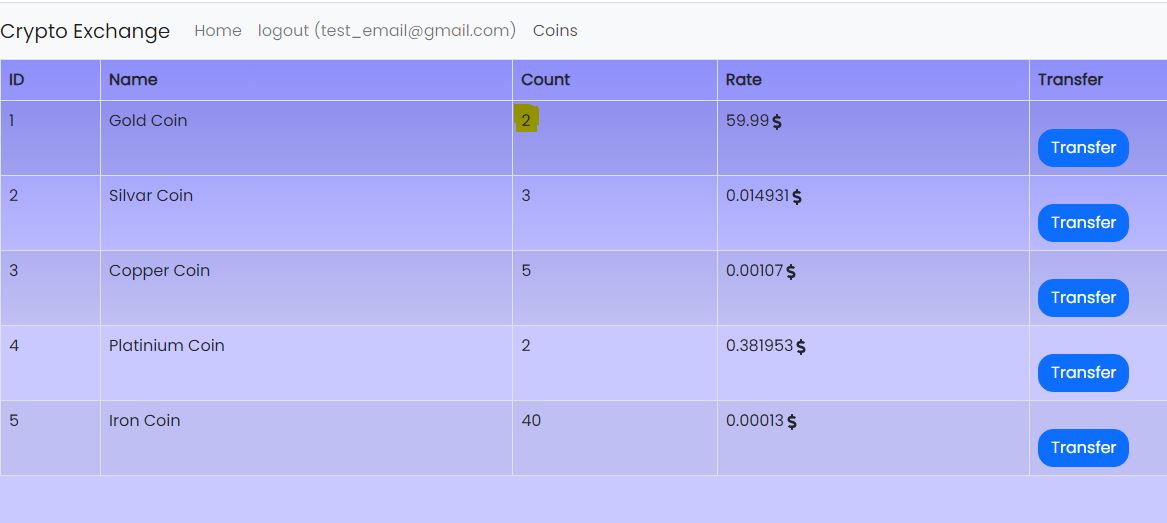 Crypto Exchange Home logout (test_email@gmail.com) Coins
ID Name Count Rate Transfer
1 Gold Coin 2 59.99 $
Transfer
2 Silvar Coin 3 0.014931 $
Transfer
3 Copper Coin 5 0.00107 $
Transfer
4 Platinium Coin 2 0.381953 $
Transfer
5 Iron Coin 40 0.00013 $
Transfer